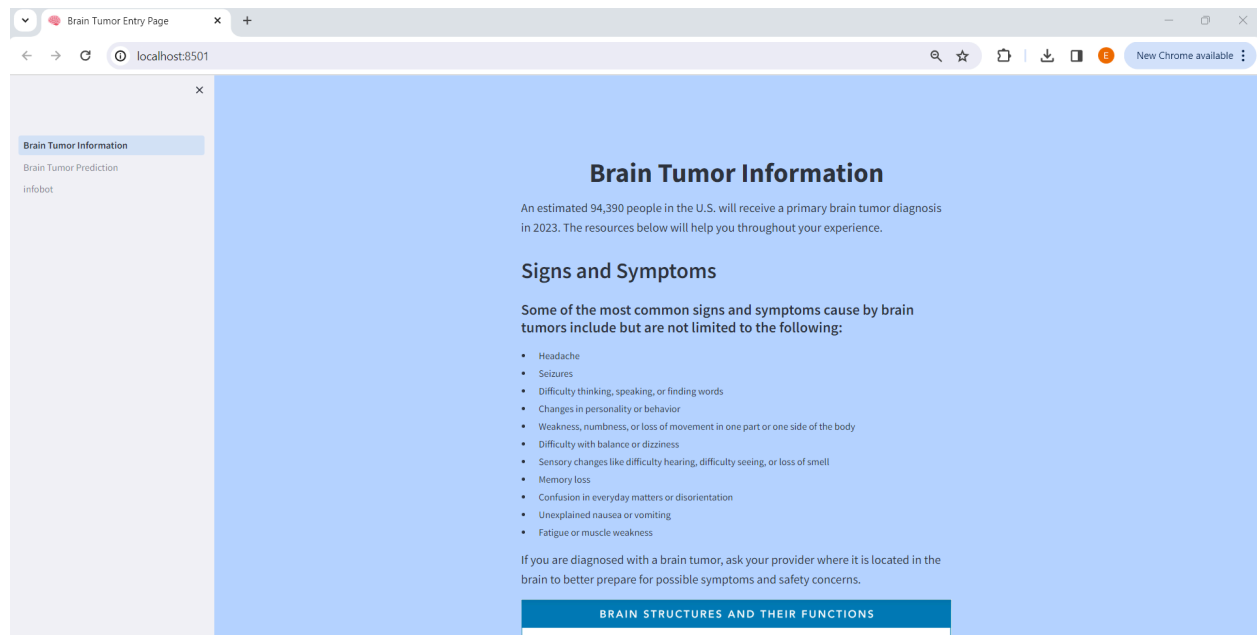 Brain Tumor Entry Page
localhost:8501
E
New Chrome available
Brain Tumor Information
Brain Tumor Prediction
infobot
Brain Tumor Information
An estimated 94,390 people in the U.S. will receive a primary brain tumor diagnosis
in 2023. The resources below will help you throughout your experience.
Signs and Symptoms
Some of the most common signs and symptoms cause by brain
tumors include but are not limited to the following:
Headache
Seizures
Difficulty thinking, speaking, or finding words
Changes in personality or behavior
Weakness, numbness, or loss of movement in one part or one side of the body
Difficulty with balance or dizziness
Sensory changes like difficulty hearing, difficulty seeing, or loss of smell
Memory loss
Confusion in everyday matters or disorientation
Unexplained nausea or vomiting
Fatigue or muscle weakness
If you are diagnosed with a brain tumor, ask your provider where it is located in the
brain to better prepare for possible symptoms and safety concerns.
BRAIN STRUCTURES AND THEIR FUNCTIONS